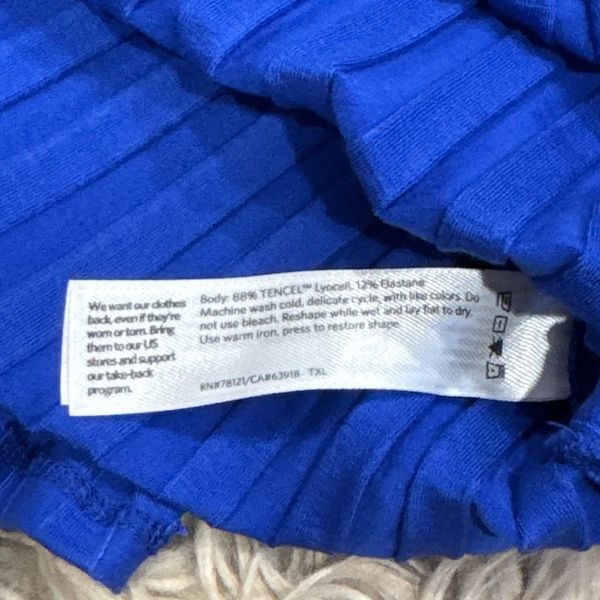 We want our clothes
back, even if they're
worn or torn. Bring
them to our US
stores and support
our take-back
program.
Body: 88% TENCEL™ Lyocell, 12% Elastane
Machine wash cold, delicate cycle, with like colors. Do
not use bleach. Reshape while wet and lay flat to dry.
Use warm iron, press to restore shape.
RN#78121/CA#63918 TXL